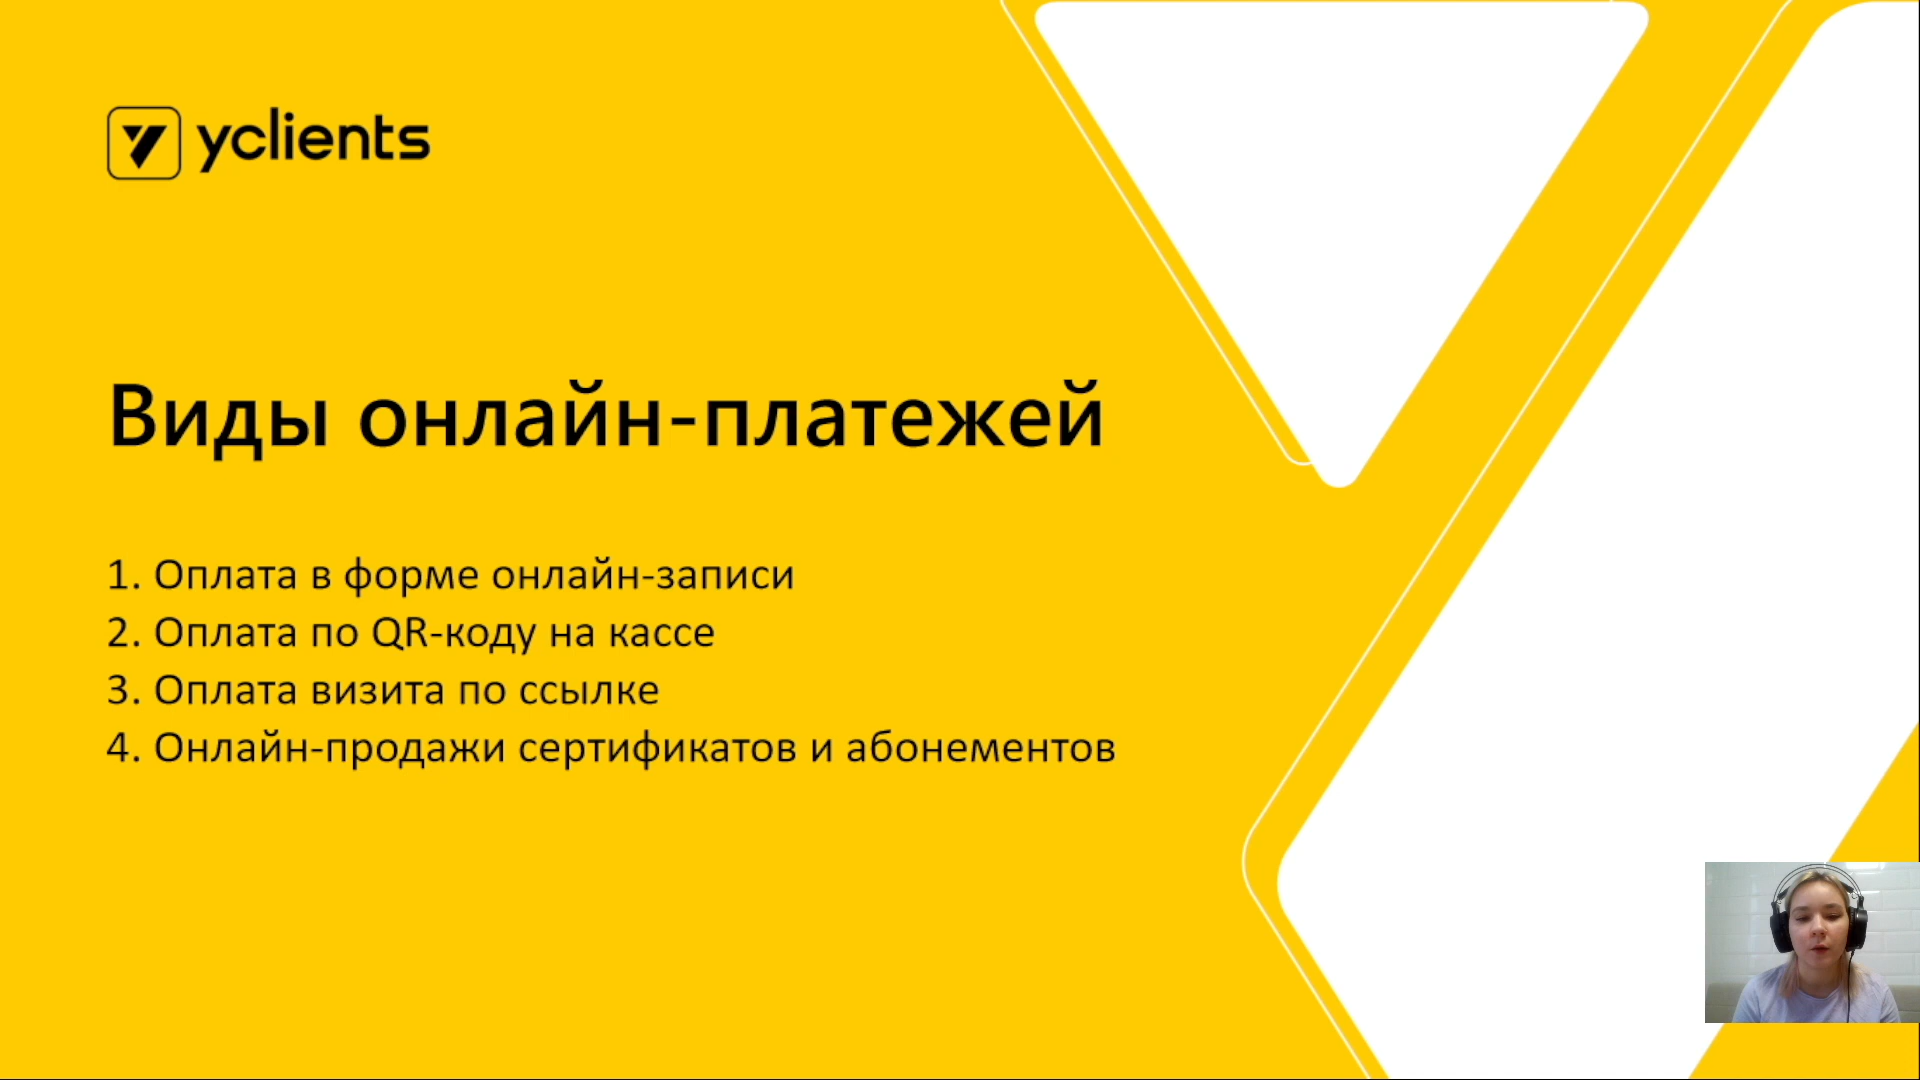 yclients
Виды онлайн-платежей
1. Оплата в форме онлайн-записи
2. Оплата по QR-коду на кассе
3. Оплата визита по ссылке
4. Онлайн-продажи сертификатов и абонементов